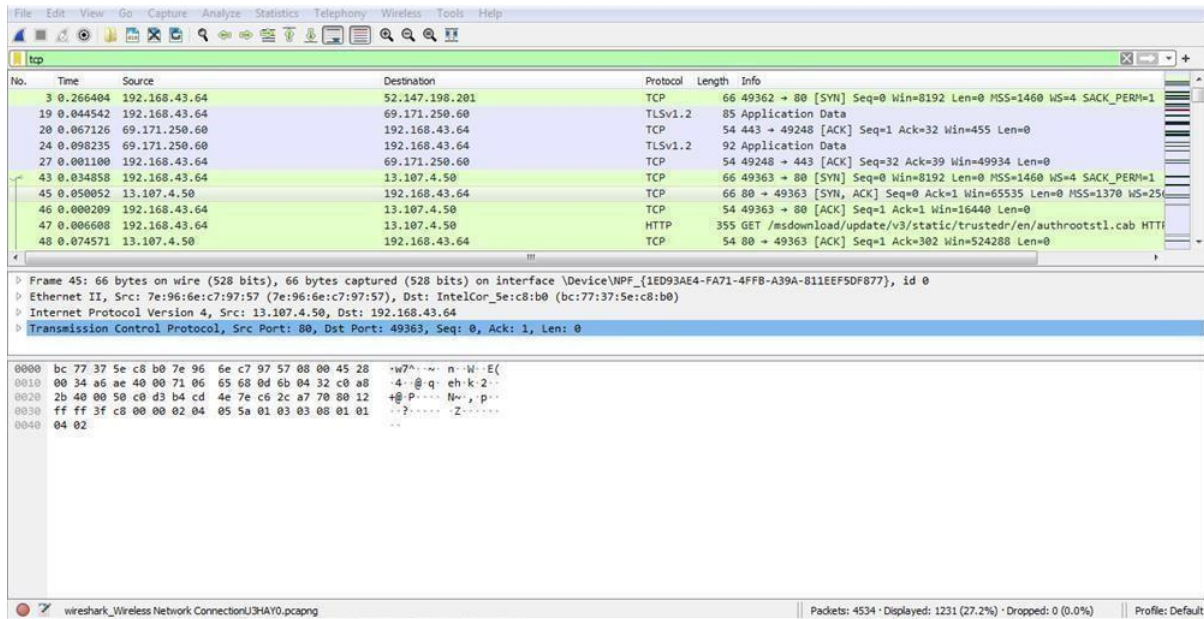 File Edit View Go Capture Analyze Statistics Telephony Wireless Tools Help
tcp
No. Time Source Destination Protocol Length Info
3 0.266404 192.168.43.64 52.147.198.201 TCP 66 49362 → 80 [SYN] Seq=0 Win=8192 Len=0 MSS=1460 WS=4 SACK_PERM=1
19 0.044542 192.168.43.64 69.171.250.60 TLSv1.2 85 Application Data
20 0.067126 69.171.250.60 192.168.43.64 TCP 54 443 → 49248 [ACK] Seq=1 Ack=32 Win=455 Len=0
24 0.098235 69.171.250.60 192.168.43.64 TLSv1.2 92 Application Data
27 0.001100 192.168.43.64 69.171.250.60 TCP 54 49248 → 443 [ACK] Seq=32 Ack=39 Win=49934 Len=0
43 0.034858 192.168.43.64 13.107.4.50 TCP 66 49363 → 80 [SYN] Seq=0 Win=8192 Len=0 MSS=1460 WS=4 SACK_PERM=1
45 0.050052 13.107.4.50 192.168.43.64 TCP 66 80 → 49363 [SYN, ACK] Seq=0 Ack=1 Win=65535 Len=0 MSS=1370 WS=256
46 0.000209 192.168.43.64 13.107.4.50 TCP 54 49363 → 80 [ACK] Seq=1 Ack=1 Win=16440 Len=0
47 0.006608 192.168.43.64 13.107.4.50 HTTP 355 GET /msdownload/update/v3/static/trustedr/en/authrootstl.cab HTT
48 0.074571 13.107.4.50 192.168.43.64 TCP 54 80 → 49363 [ACK] Seq=1 Ack=302 Win=524288 Len=0
Frame 45: 66 bytes on wire (528 bits), 66 bytes captured (528 bits) on interface \Device\NPF_{1ED93AE4-FA71-4FFB-A39A-811EEF5DF877}, id 0
Ethernet II, Src: 7e:96:6e:c7:97:57 (7e:96:6e:c7:97:57), Dst: IntelCor_5e:c8:b0 (bc:77:37:5e:c8:b0)
Internet Protocol Version 4, Src: 13.107.4.50, Dst: 192.168.43.64
Transmission Control Protocol, Src Port: 80, Dst Port: 49363, Seq: 0, Ack: 1, Len: 0
0000 bc 77 37 5e c8 b0 7e 96 6e c7 97 57 08 00 45 28 ·w7^··~· n··W··E(
0010 00 34 a6 ae 40 00 71 06 65 68 0d 6b 04 32 c0 a8 ·4··@·q· eh·k·2··
0020 2b 40 00 50 c0 d3 b4 cd 4e 7e c6 2c a7 70 80 12 +@·P···· N~·,·p··
0030 ff ff 3f c8 00 00 02 04 05 5a 01 03 03 08 01 01 ··?····· ·Z······
0040 04 02 ··
wireshark_Wireless Network ConnectionU3HAY0.pcapng Packets: 4534 · Displayed: 1231 (27.2%) · Dropped: 0 (0.0%) Profile: Default